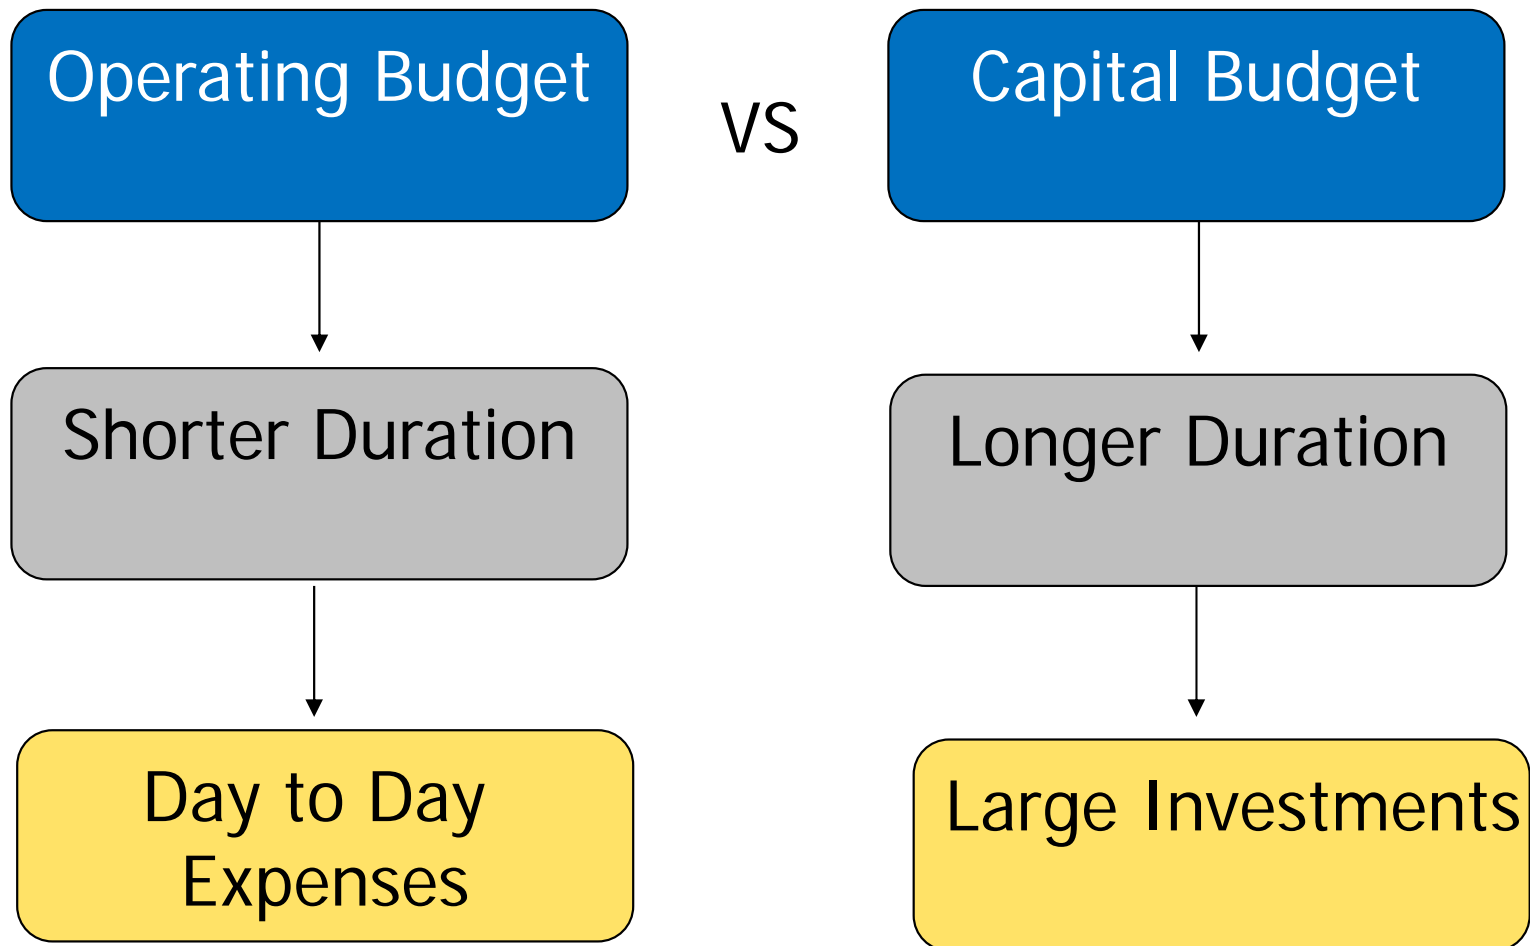 Operating Budget
VS
Capital Budget
Shorter Duration
Longer Duration
Day to Day
Expenses
Large Investments